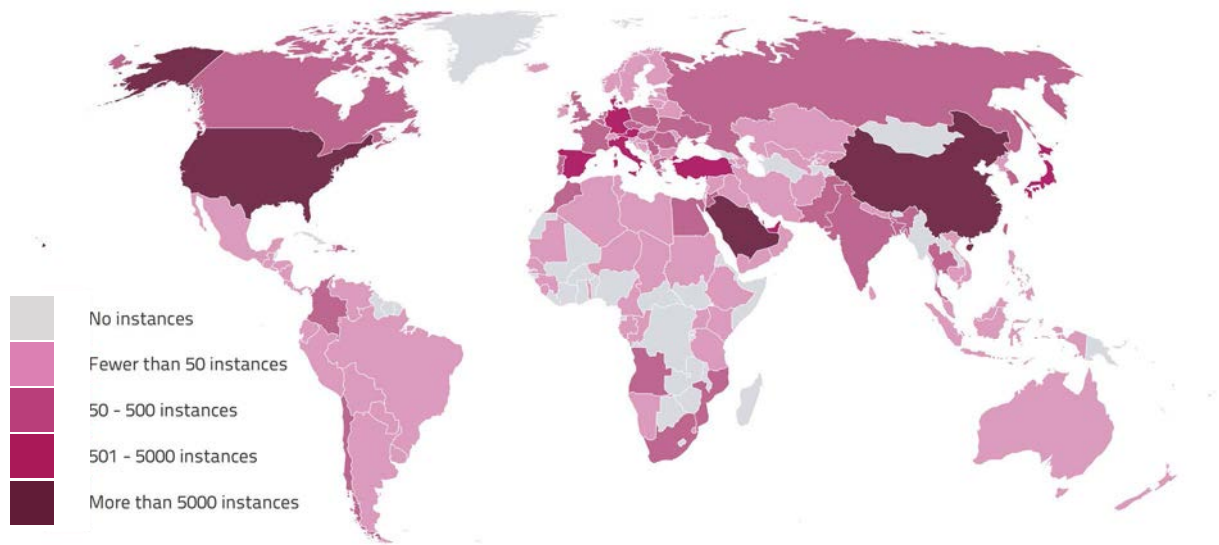 No instances
Fewer than 50 instances
50 - 500 instances
501 - 5000 instances
More than 5000 instances